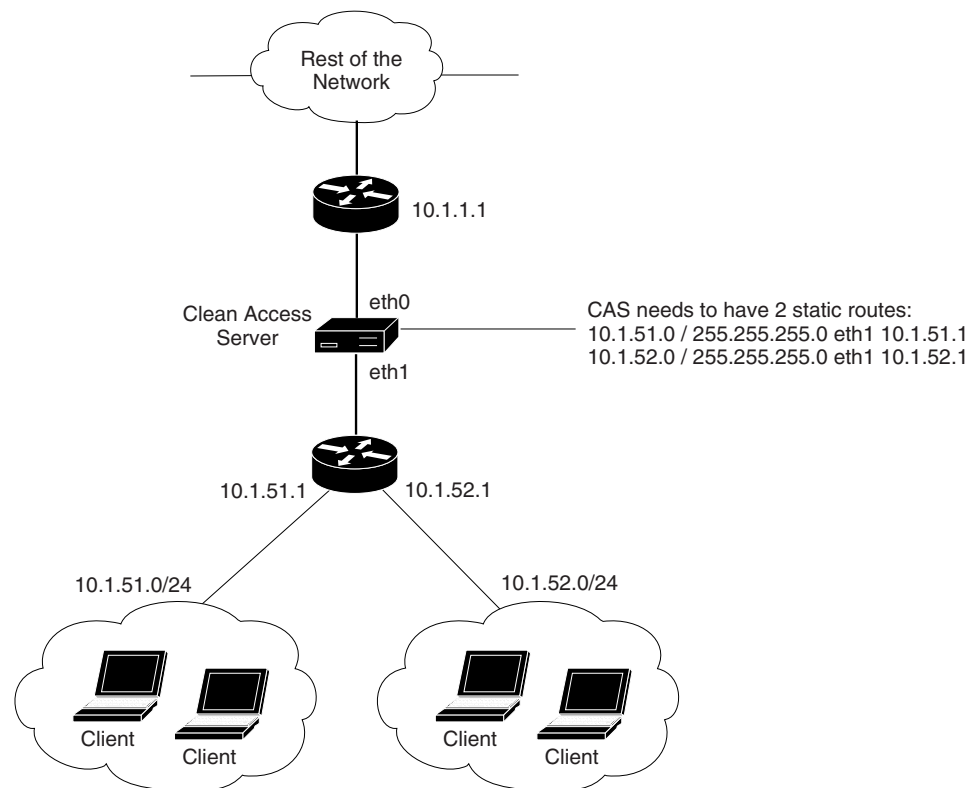 Rest of the
Network
10.1.1.1
eth0
Clean Access
Server
eth1
CAS needs to have 2 static routes:
10.1.51.0 / 255.255.255.0 eth1 10.1.51.1
10.1.52.0 / 255.255.255.0 eth1 10.1.52.1
10.1.51.1
10.1.52.1
10.1.51.0/24
10.1.52.0/24
Client
Client
Client
Client